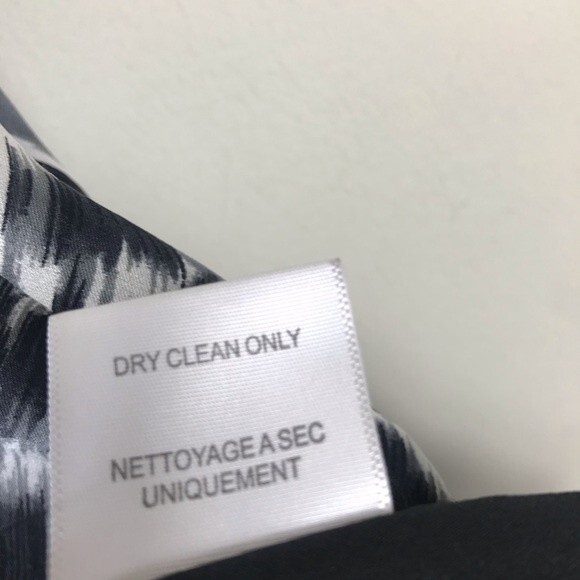 DRY CLEAN ONLY
NETTOYAGE A SEC
UNIQUEMENT